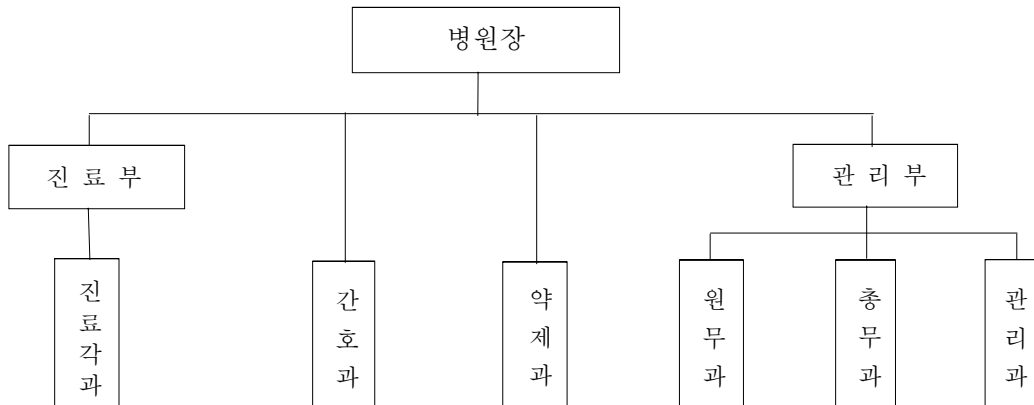 병원장
진 료 부
관 리 부
진료각과
간호과
약제과
원무과
총무과
관리과